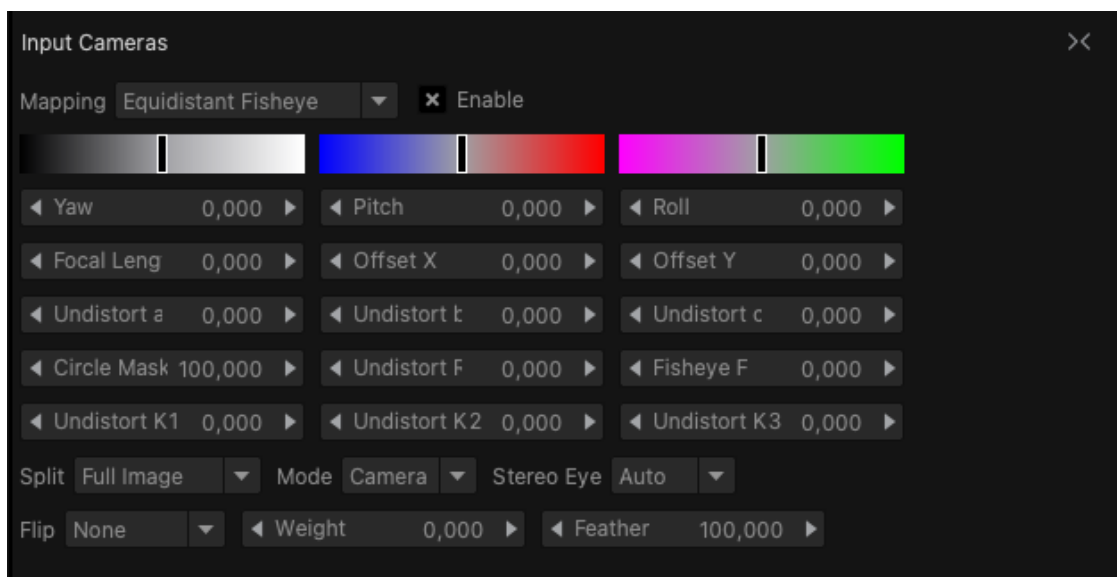 Input Cameras
Mapping Equidistant Fisheye Enable
Yaw 0,000 Pitch 0,000 Roll 0,000
Focal Leng 0,000 Offset X 0,000 Offset Y 0,000
Undistort a 0,000 Undistort b 0,000 Undistort c 0,000
Circle Mask 100,000 Undistort F 0,000 Fisheye F 0,000
Undistort K1 0,000 Undistort K2 0,000 Undistort K3 0,000
Split Full Image Mode Camera Stereo Eye Auto
Flip None Weight 0,000 Feather 100,000